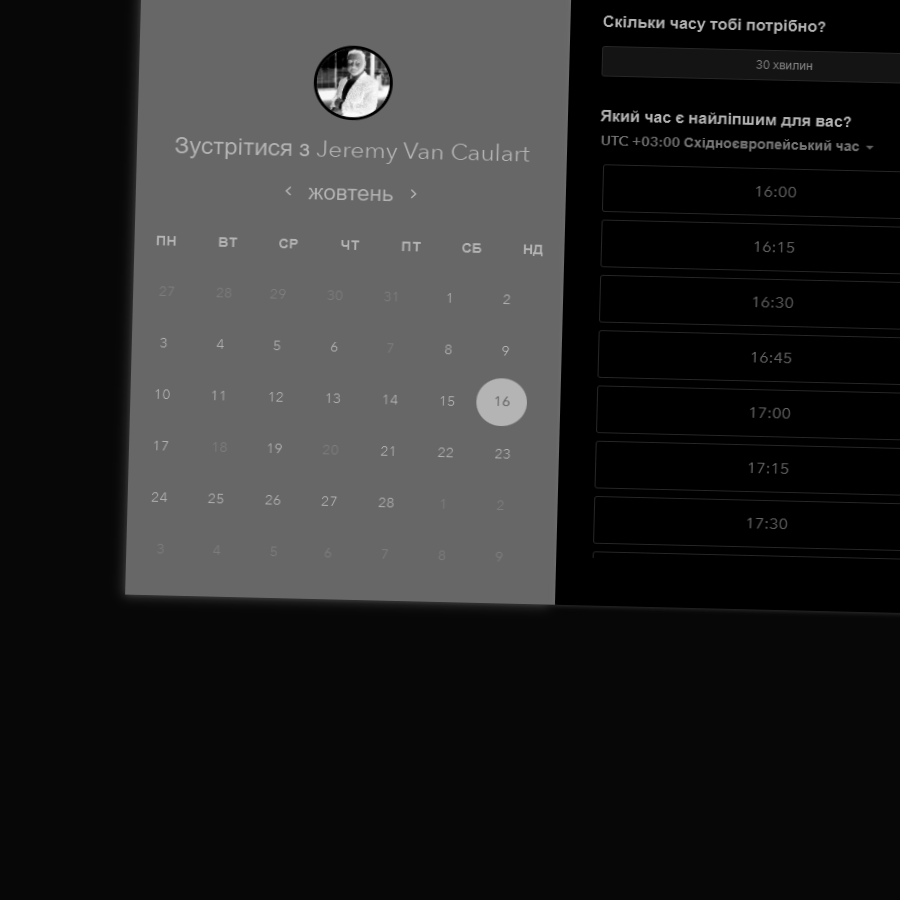 Зустрітися з Jeremy Van Caulart
жовтень
ПН ВТ СР ЧТ ПТ СБ НД
27 28 29 30 31 1 2
3 4 5 6 7 8 9
10 11 12 13 14 15 16
17 18 19 20 21 22 23
24 25 26 27 28 1 2
3 4 5 6 7 8 9
Скільки часу тобі потрібно?
30 хвилин
Який час є найліпшим для вас?
UTC +03:00 Східноєвропейський час
16:00
16:15
16:30
16:45
17:00
17:15
17:30